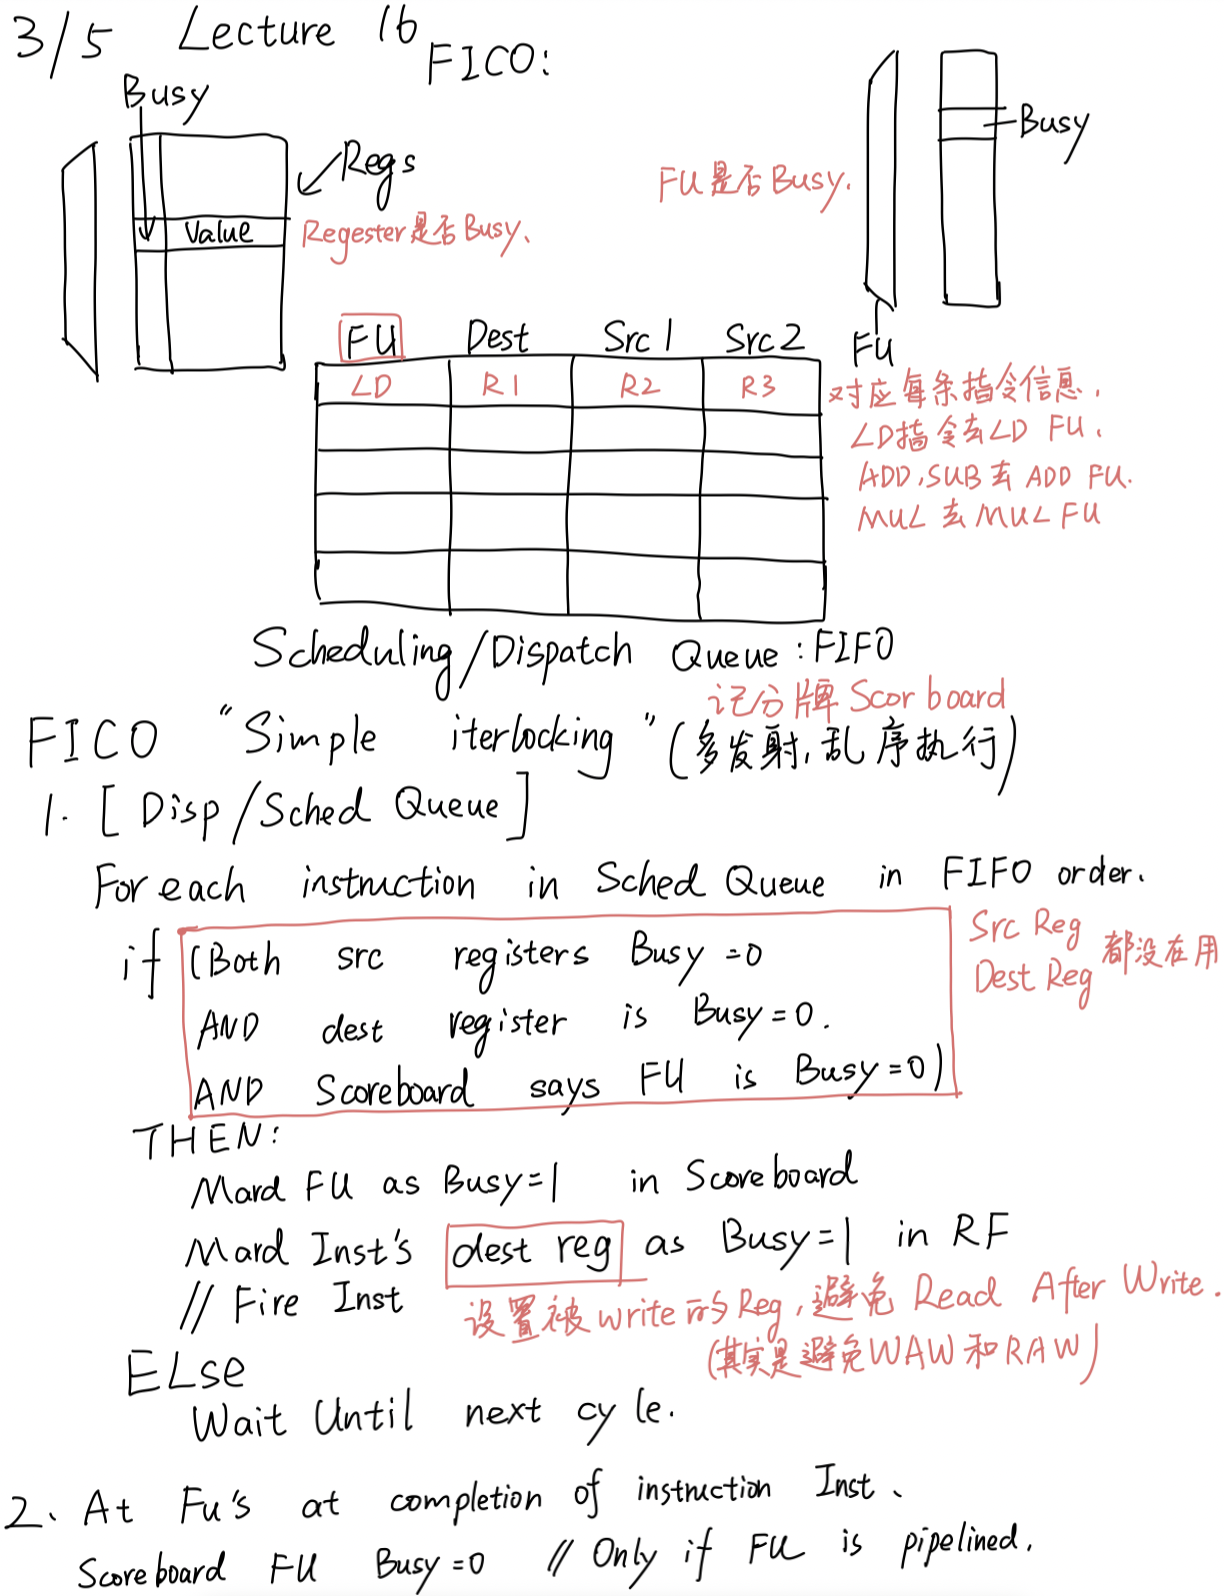 3/5 Lecture 16
FICO:
Busy
Regs
Value
Regester是否Busy、
FU是否Busy.
Busy
FU
FU Dest Src 1 Src 2
LD R1 R2 R3
对应每条指令信息,
LD指令去LD FU、
ADD,SUB去ADD FU.
MUL去MUL FU
Scheduling/Dispatch Queue:FIFO
记分牌Scorboard
FICO "Simple iterlocking"(多发射,乱序执行)
1. [Disp/Sched Queue]
For each instruction in Sched Queue in FIFO order.
if (Both src registers Busy=0
AND dest register is Busy=0.
AND Scoreboard says FU is Busy=0)
Src Reg
Dest Reg 都没在用
THEN:
Mard FU as Busy=1 in Scoreboard
Mard Inst's dest reg as Busy=1 in RF
// Fire Inst
设置被write的Reg,避免Read After Write.
(其实是避免WAW和RAW)
ELse
Wait Until next cy le.
2、At Fu's at completion of instruction Inst、
Scoreboard FU Busy=0 // Only if FU is pipelined.